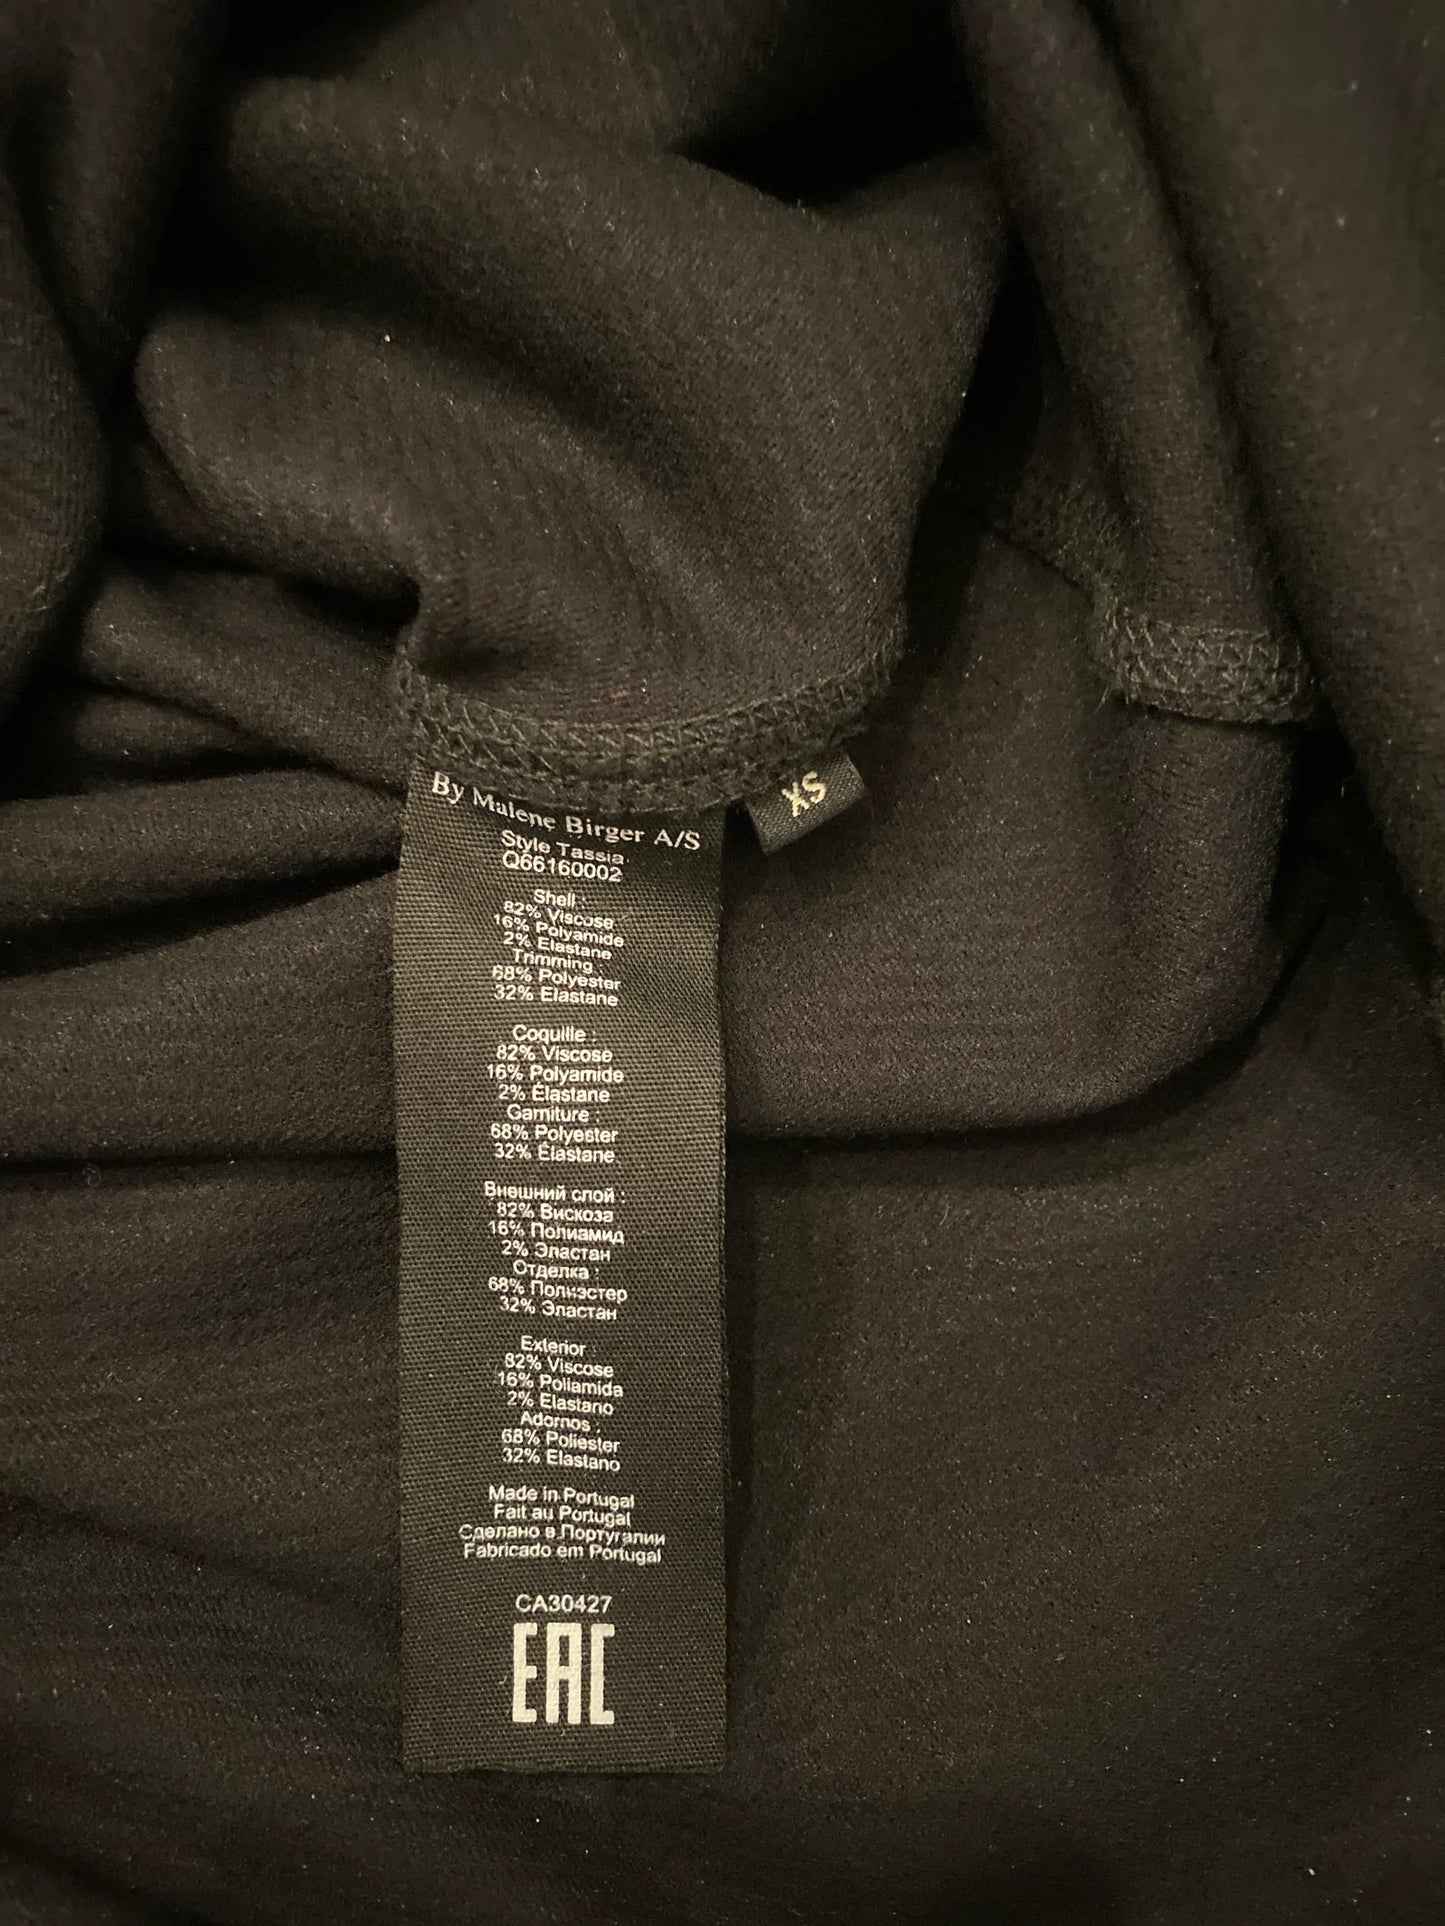 By Malene Birger A/S
XS
Style Tassia
Q66160002
Shell :
82% Viscose
16% Polyamide
2% Elastane
Trimming
68% Polyester
32% Elastane
Coquille :
82% Viscose
16% Polyamide
2% Élastane
Garniture :
68% Polyester
32% Élastane
Внешний слой :
82% Вискоза
16% Полиамид
2% Эластан
Отделка :
68% Полиэстер
32% Эластан
Exterior
82% Viscose
16% Poliamida
2% Elastano
Adornos :
68% Poliester
32% Elastano
Made in Portugal
Fait au Portugal
Сделано в Португалии
Fabricado em Portugal
CA30427
EAC